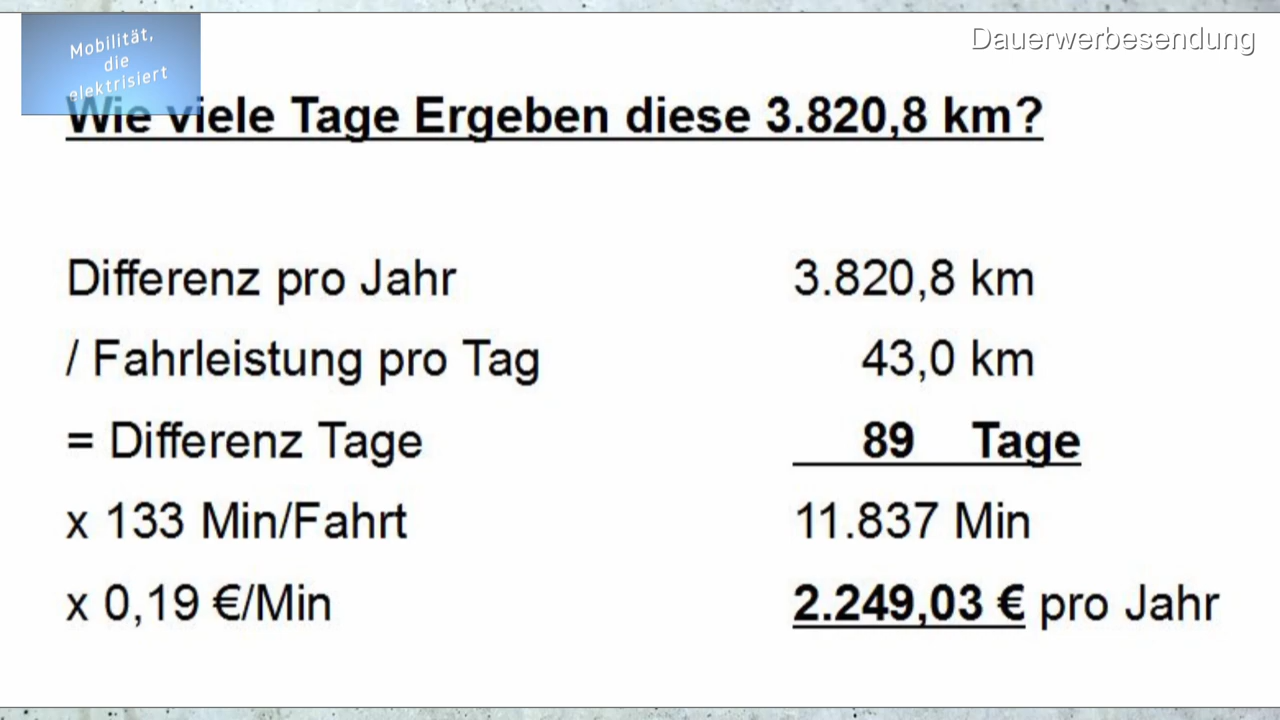 Mobilität,
die
elektrisiert
Dauerwerbesendung
Wie viele Tage Ergeben diese 3.820,8 km?
Differenz pro Jahr 3.820,8 km
/ Fahrleistung pro Tag 43,0 km
= Differenz Tage 89 Tage
x 133 Min/Fahrt 11.837 Min
x 0,19 €/Min 2.249,03 € pro Jahr